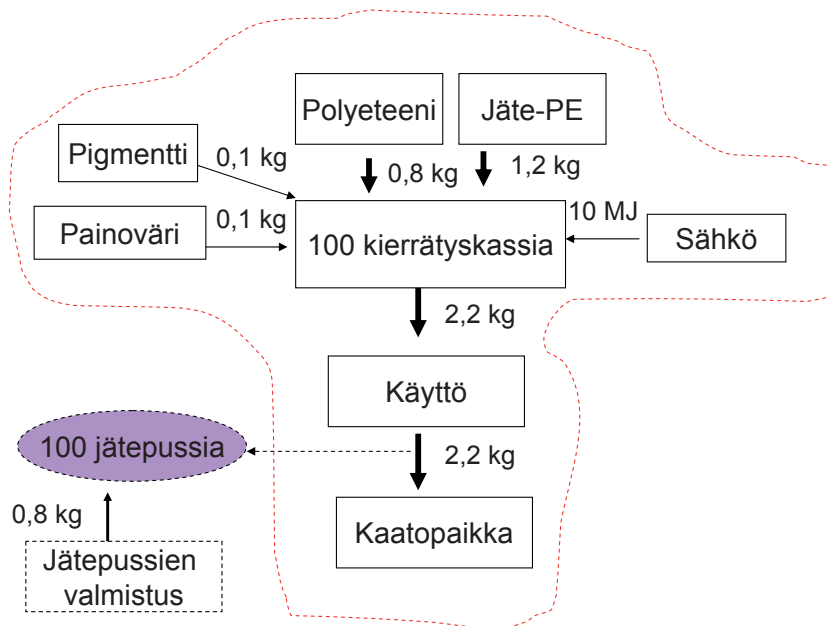 Polyeteeni
Jäte-PE
Pigmentti
0,1 kg
0,8 kg
1,2 kg
Painoväri
0,1 kg
100 kierrätyskassia
10 MJ
Sähkö
2,2 kg
Käyttö
100 jätepussia
2,2 kg
0,8 kg
Kaatopaikka
Jätepussien
valmistus